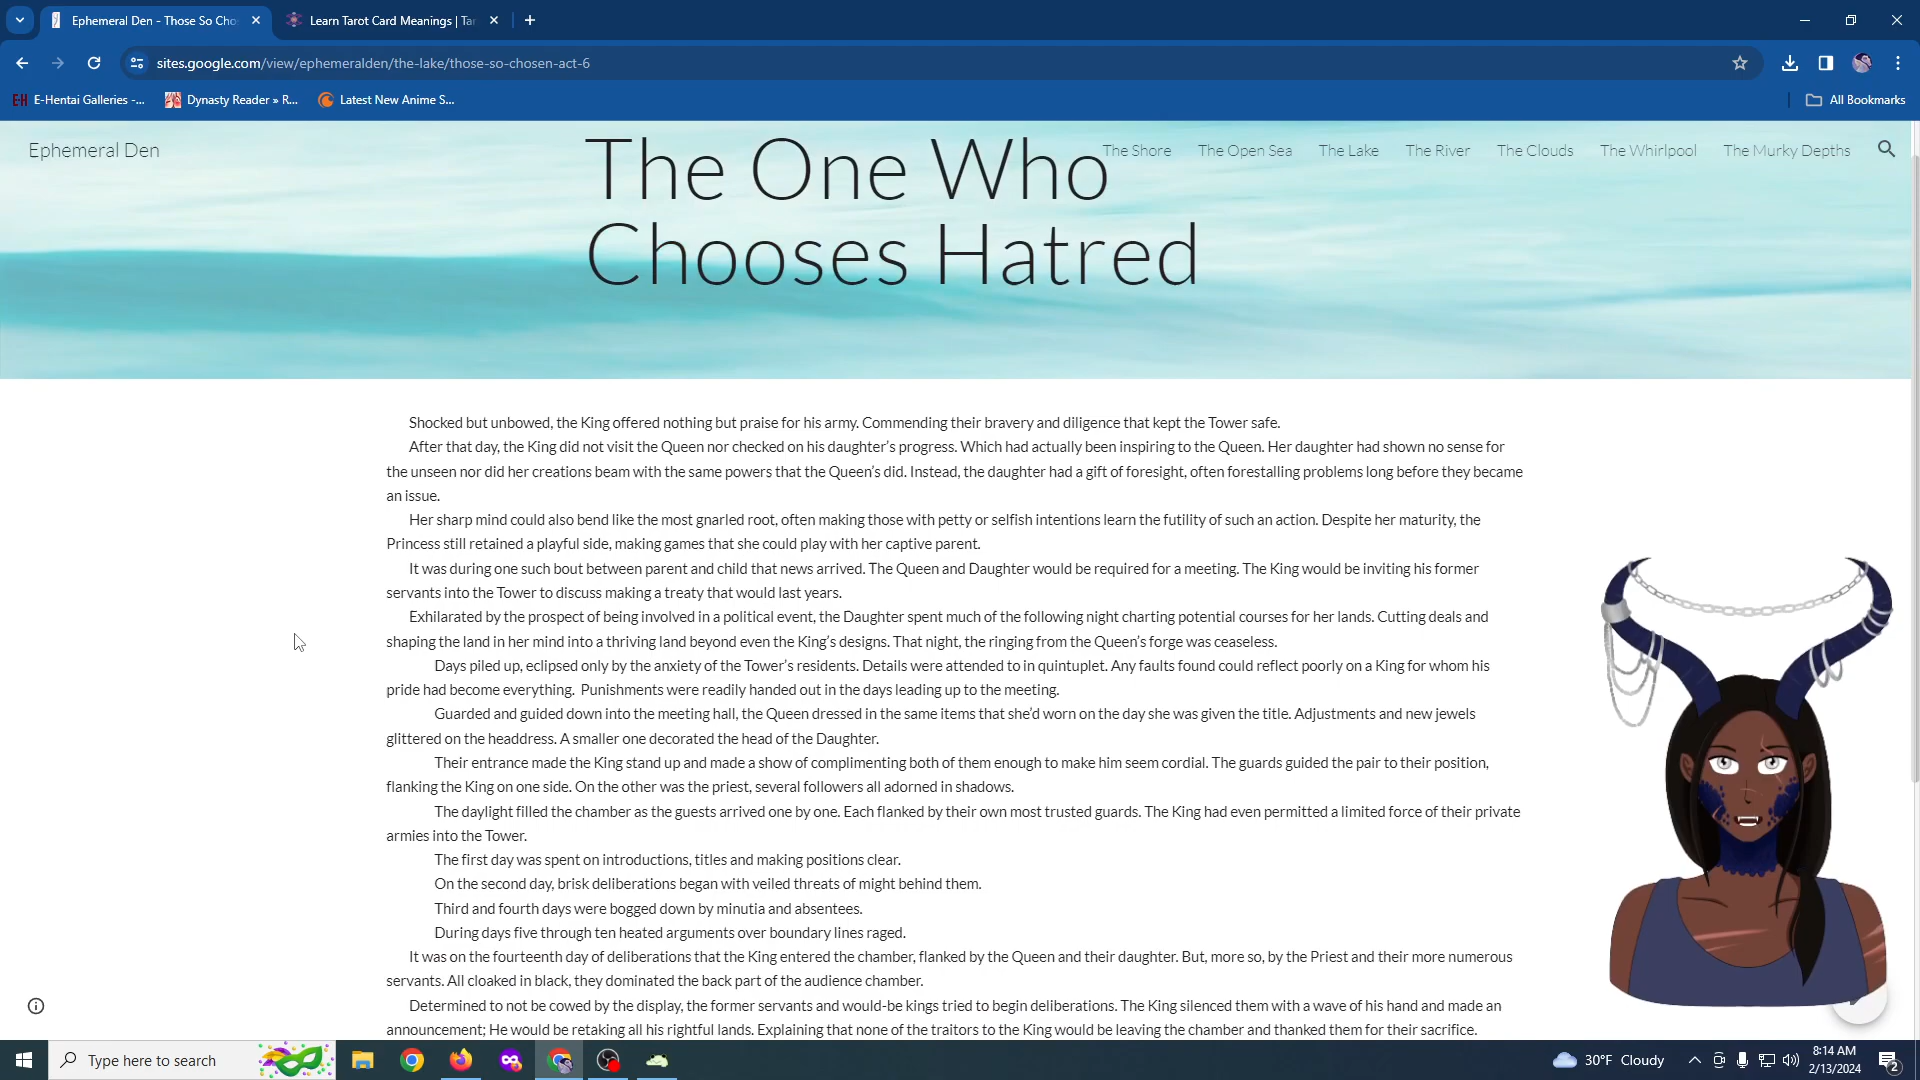 Ephemeral Den - Those So Cho
Learn Tarot Card Meanings | Ta
sites.google.com/view/ephemeralden/the-lake/those-so-chosen-act-6
E-H E-Hentai Galleries -...
Dynasty Reader » R...
Latest New Anime S...
All Bookmarks
Ephemeral Den
The Shore
The Open Sea
The Lake
The River
The Clouds
The Whirlpool
The Murky Depths
The One Who
Chooses Hatred
Shocked but unbowed, the King offered nothing but praise for his army. Commending their bravery and diligence that kept the Tower safe.
After that day, the King did not visit the Queen nor checked on his daughter's progress. Which had actually been inspiring to the Queen. Her daughter had shown no sense for
the unseen nor did her creations beam with the same powers that the Queen's did. Instead, the daughter had a gift of foresight, often forestalling problems long before they became
an issue.
Her sharp mind could also bend like the most gnarled root, often making those with petty or selfish intentions learn the futility of such an action. Despite her maturity, the
Princess still retained a playful side, making games that she could play with her captive parent.
It was during one such bout between parent and child that news arrived. The Queen and Daughter would be required for a meeting. The King would be inviting his former
servants into the Tower to discuss making a treaty that would last years.
Exhilarated by the prospect of being involved in a political event, the Daughter spent much of the following night charting potential courses for her lands. Cutting deals and
shaping the land in her mind into a thriving land beyond even the King's designs. That night, the ringing from the Queen's forge was ceaseless.
Days piled up, eclipsed only by the anxiety of the Tower's residents. Details were attended to in quintuplet. Any faults found could reflect poorly on a King for whom his
pride had become everything. Punishments were readily handed out in the days leading up to the meeting.
Guarded and guided down into the meeting hall, the Queen dressed in the same items that she'd worn on the day she was given the title. Adjustments and new jewels
glittered on the headdress. A smaller one decorated the head of the Daughter.
Their entrance made the King stand up and made a show of complimenting both of them enough to make him seem cordial. The guards guided the pair to their position,
flanking the King on one side. On the other was the priest, several followers all adorned in shadows.
The daylight filled the chamber as the guests arrived one by one. Each flanked by their own most trusted guards. The King had even permitted a limited force of their private
armies into the Tower.
The first day was spent on introductions, titles and making positions clear.
On the second day, brisk deliberations began with veiled threats of might behind them.
Third and fourth days were bogged down by minutia and absentees.
During days five through ten heated arguments over boundary lines raged.
It was on the fourteenth day of deliberations that the King entered the chamber, flanked by the Queen and their daughter. But, more so, by the Priest and their more numerous
servants. All cloaked in black, they dominated the back part of the audience chamber.
Determined to not be cowed by the display, the former servants and would-be kings tried to begin deliberations. The King silenced them with a wave of his hand and made an
announcement; He would be retaking all his rightful lands. Explaining that none of the traitors to the King would be leaving the chamber and thanked them for their sacrifice.
Type here to search
30°F Cloudy
8:14 AM
2/13/2024
2